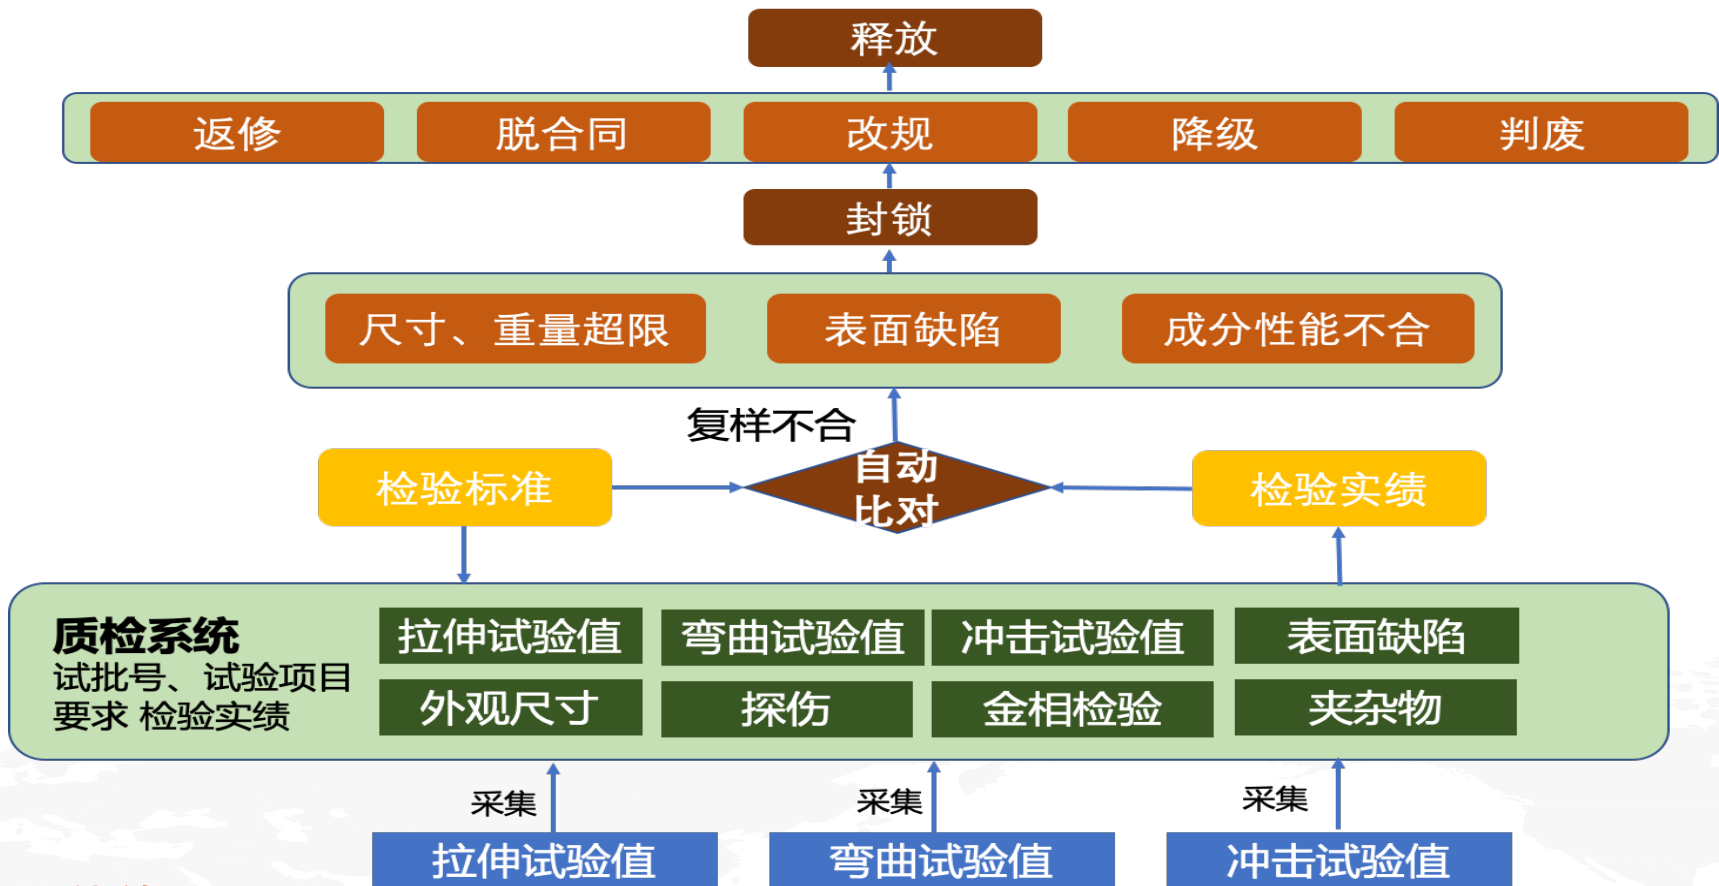 释放
返修
脱合同
改规
降级
判废
封锁
尺寸、重量超限
表面缺陷
成分性能不合
复样不合
检验标准
自动
比对
检验实绩
质检系统
试批号、试验项目
要求 检验实绩
拉伸试验值
弯曲试验值
冲击试验值
表面缺陷
外观尺寸
探伤
金相检验
夹杂物
采集
采集
采集
拉伸试验值
弯曲试验值
冲击试验值